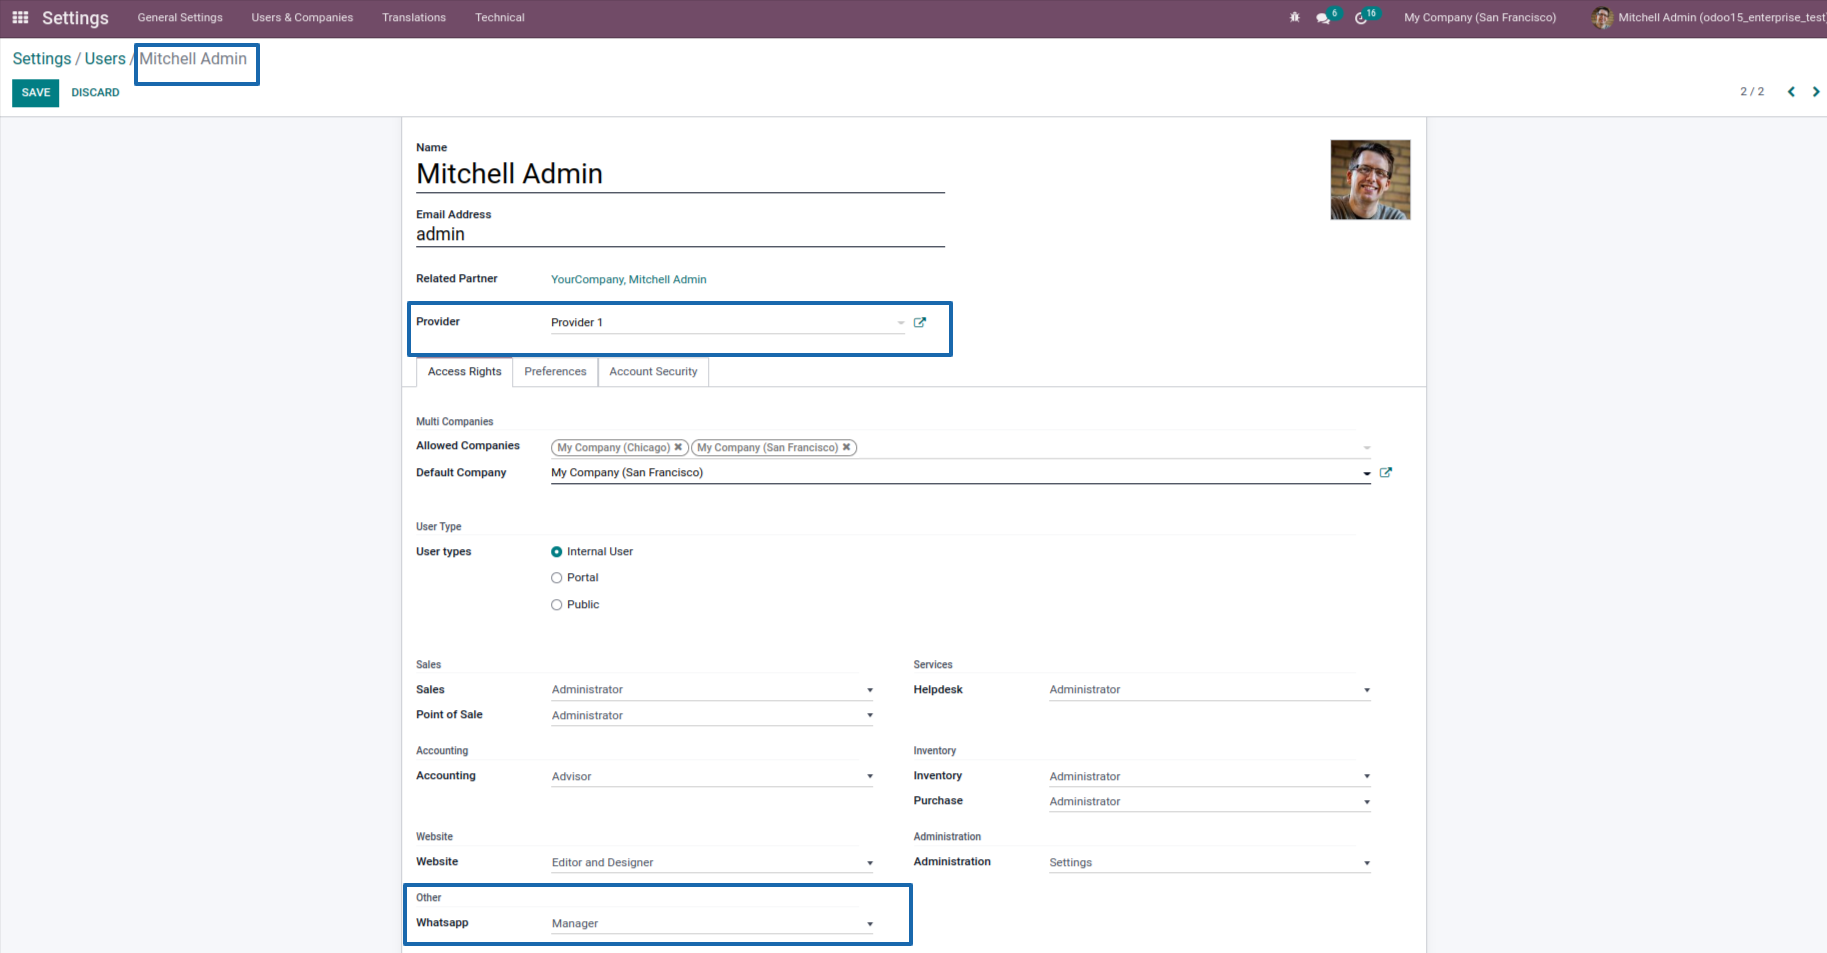 Settings General Settings Users & Companies Translations Technical 6 16 My Company (San Francisco) Mitchell Admin (odoo15_enterprise_test
Settings / Users / Mitchell Admin
SAVE DISCARD 2 / 2
Name
Mitchell Admin
Email Address
admin
Related Partner YourCompany, Mitchell Admin
Provider Provider 1
Access Rights Preferences Account Security
Multi Companies
Allowed Companies My Company (Chicago) My Company (San Francisco)
Default Company My Company (San Francisco)
User Type
User types Internal User
Portal
Public
Sales Services
Sales Administrator Helpdesk Administrator
Point of Sale Administrator
Accounting Inventory
Accounting Advisor Inventory Administrator
Purchase Administrator
Website Administration
Website Editor and Designer Administration Settings
Other
Whatsapp Manager